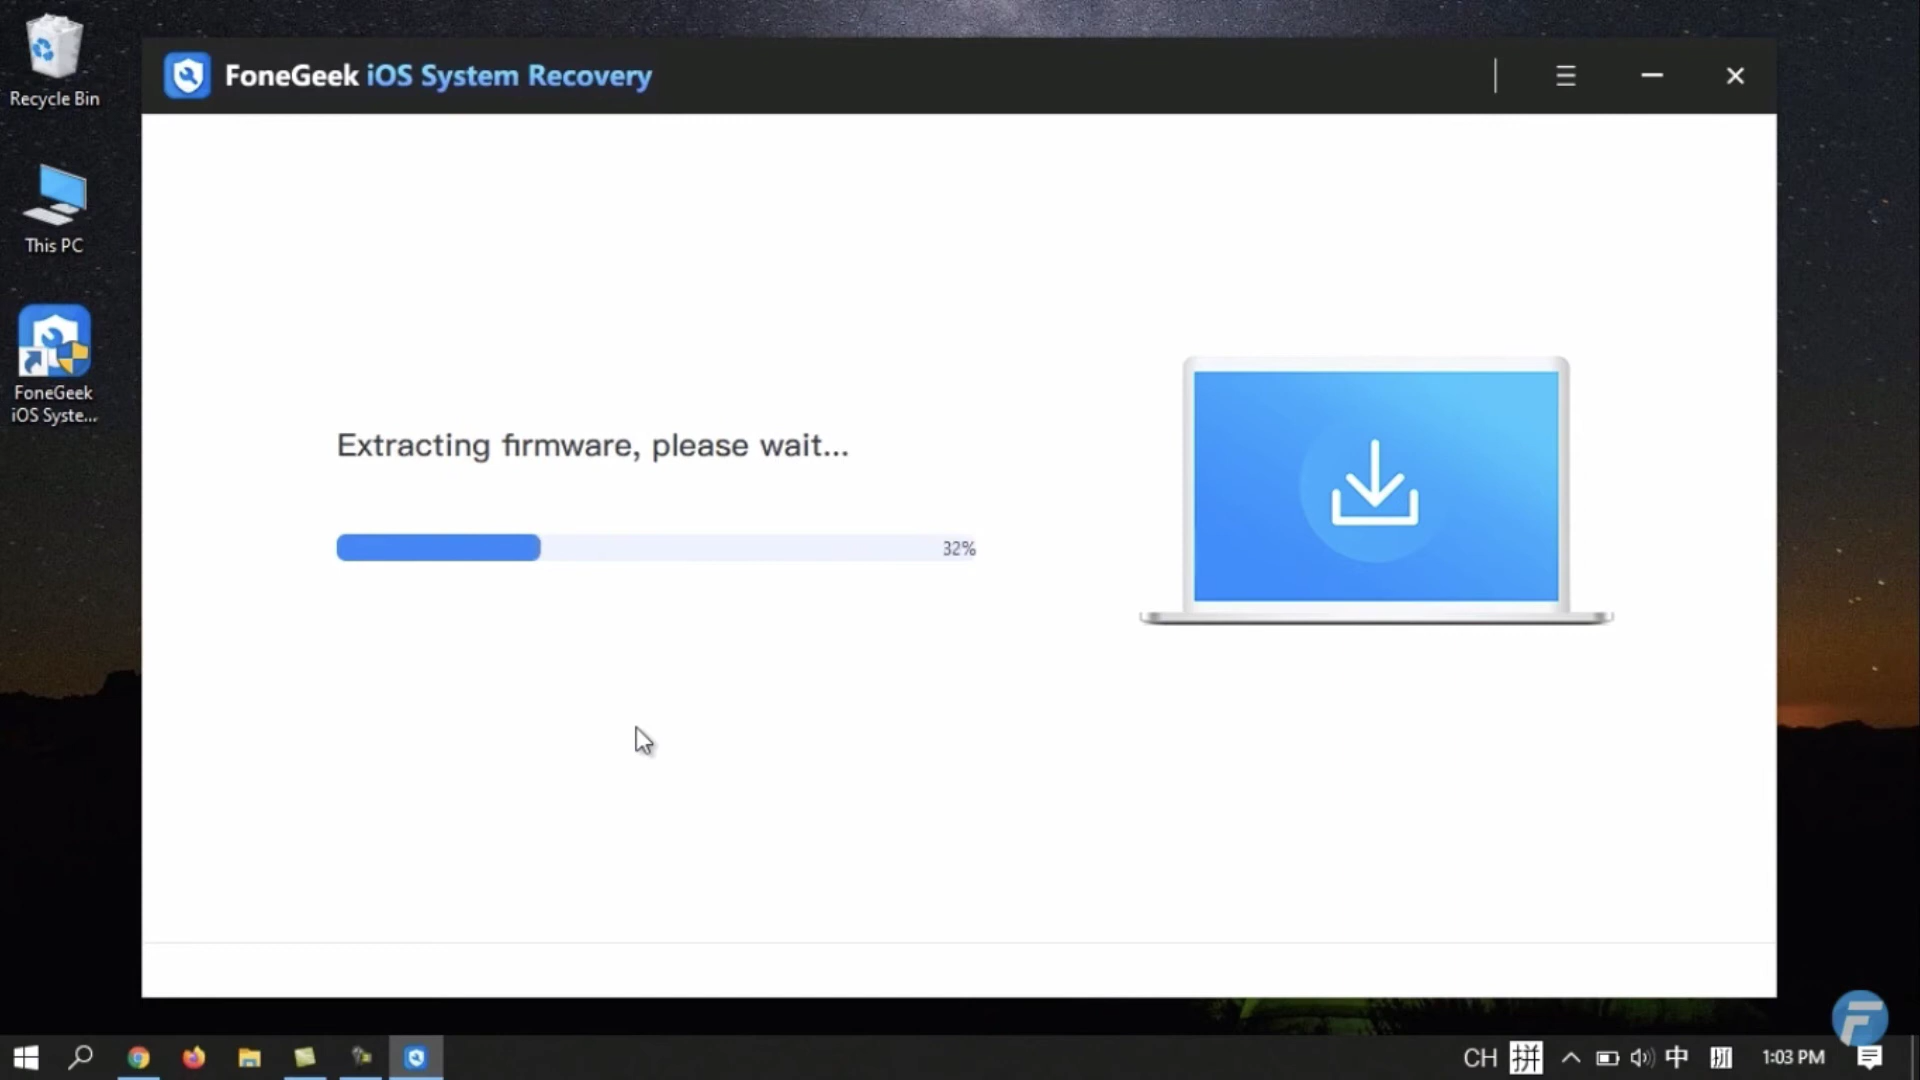 Recycle Bin
This PC
FoneGeek
iOS Syste...
FoneGeek iOS System Recovery
Extracting firmware, please wait...
32%
CH 拼 中 拼 1:03 PM